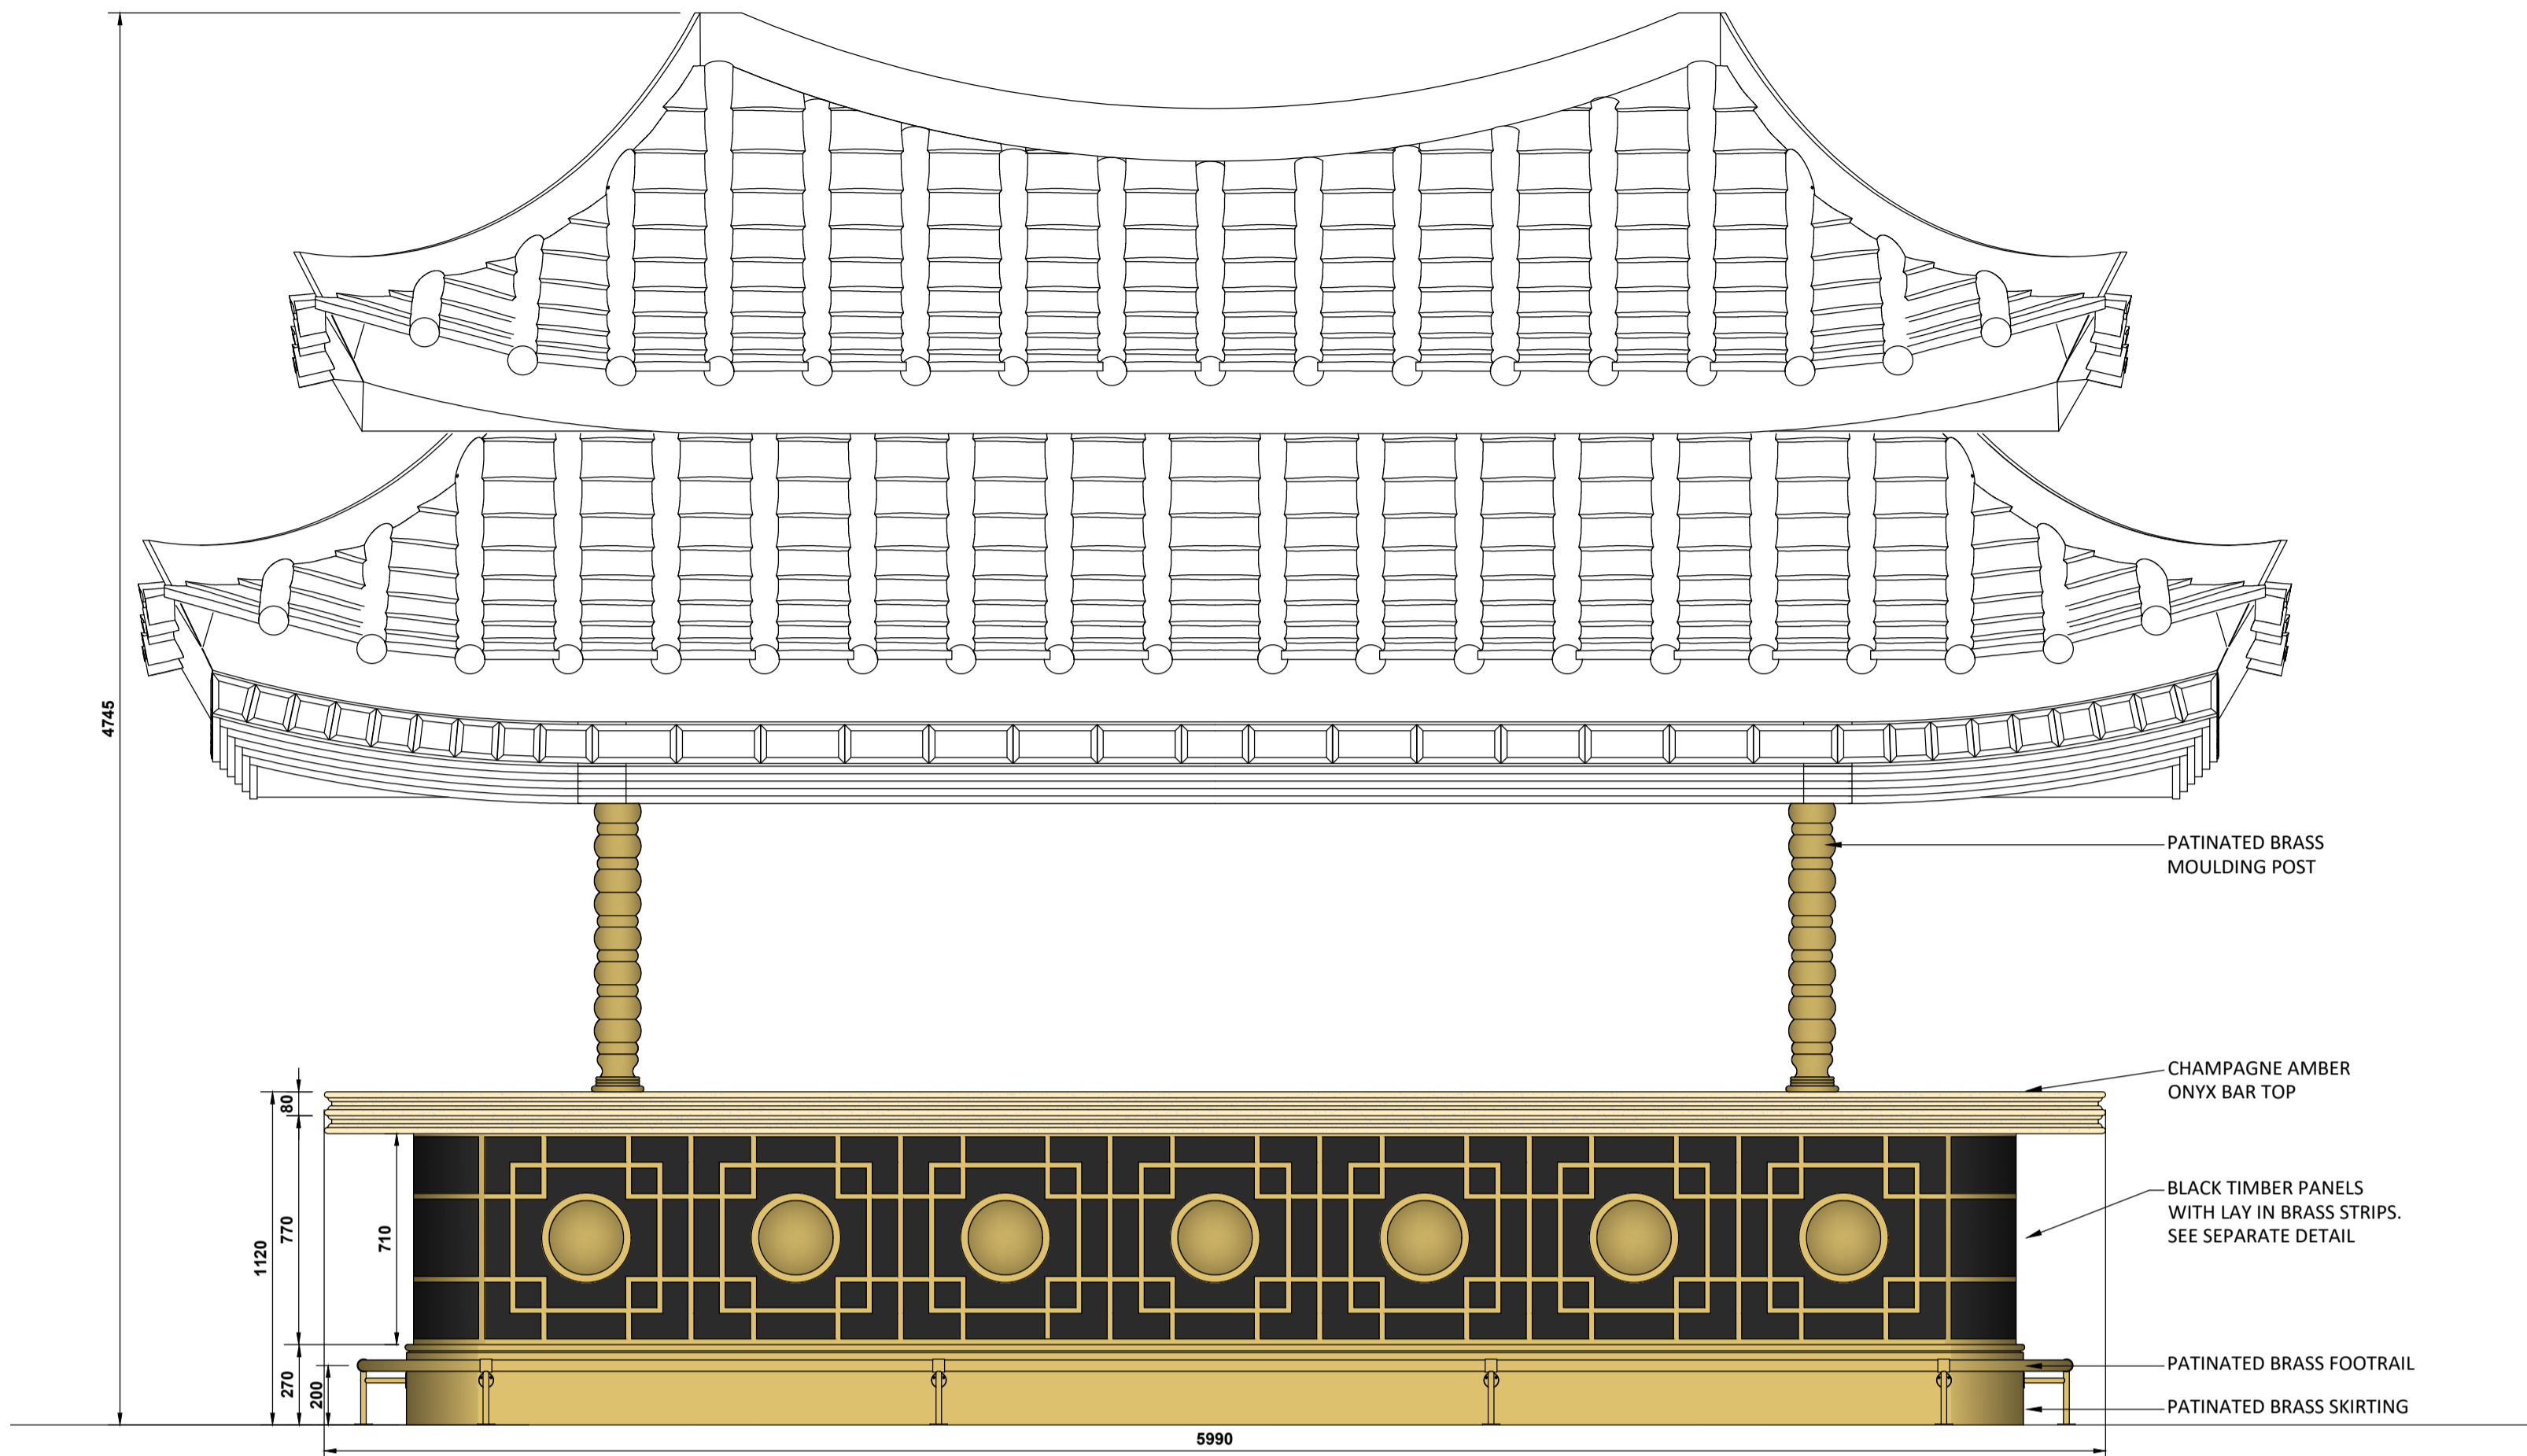 4745
PATINATED BRASS
MOULDING POST
CHAMPAGNE AMBER
ONYX BAR TOP
80
770
710
1120
BLACK TIMBER PANELS
WITH LAY IN BRASS STRIPS.
SEE SEPARATE DETAIL
270
200
PATINATED BRASS FOOTRAIL
PATINATED BRASS SKIRTING
5990